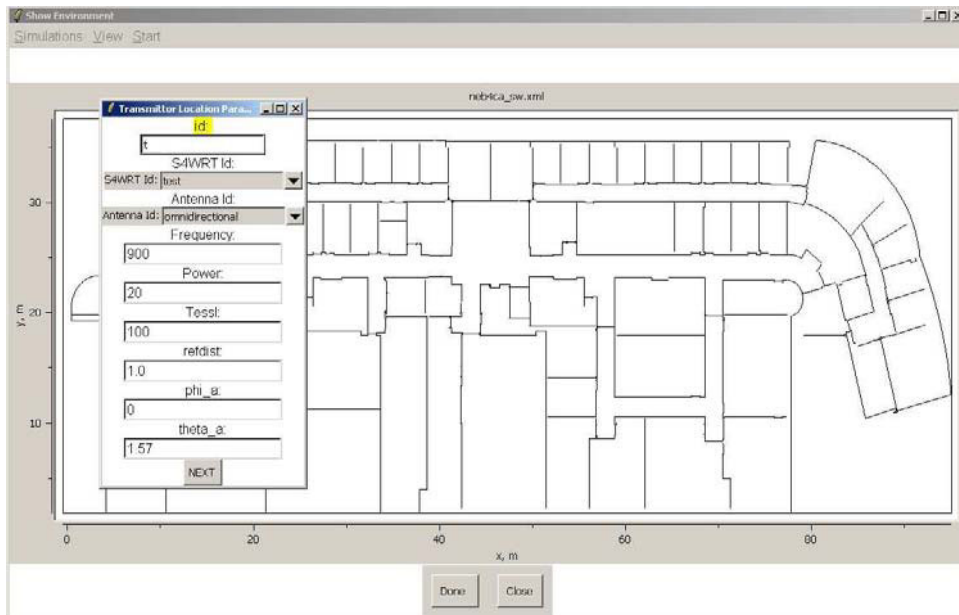 Show Environment
Simulations View Start
neb4ca_sw.xml
Transmittor Location Para...
id:
t
S4WRT Id:
S4WRT Id: test
Antenna Id:
Antenna Id: omnidirectional
Frequency:
900
Power:
20
Tessl:
100
refdist:
1.0
phi_a:
0
theta_a:
1.57
NEXT
y, m
30
20
10
0 20 40 60 80
x, m
Done Close